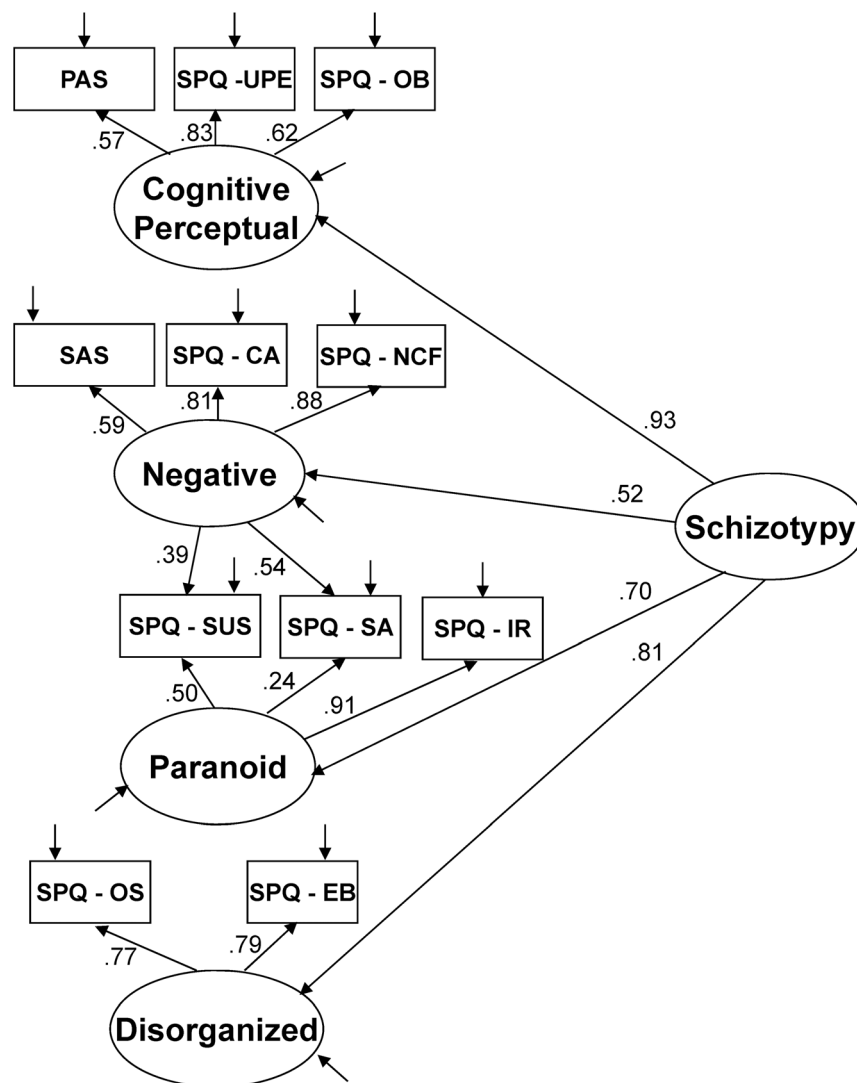 PAS
SPQ -UPE
SPQ - OB
.57
.83
.62
Cognitive
Perceptual
SAS
SPQ - CA
SPQ - NCF
.59
.81
.88
.93
Negative
.52
Schizotypy
.39
.54
.70
SPQ - SUS
SPQ - SA
SPQ - IR
.81
.50
.24
.91
Paranoid
SPQ - OS
SPQ - EB
.77
.79
Disorganized